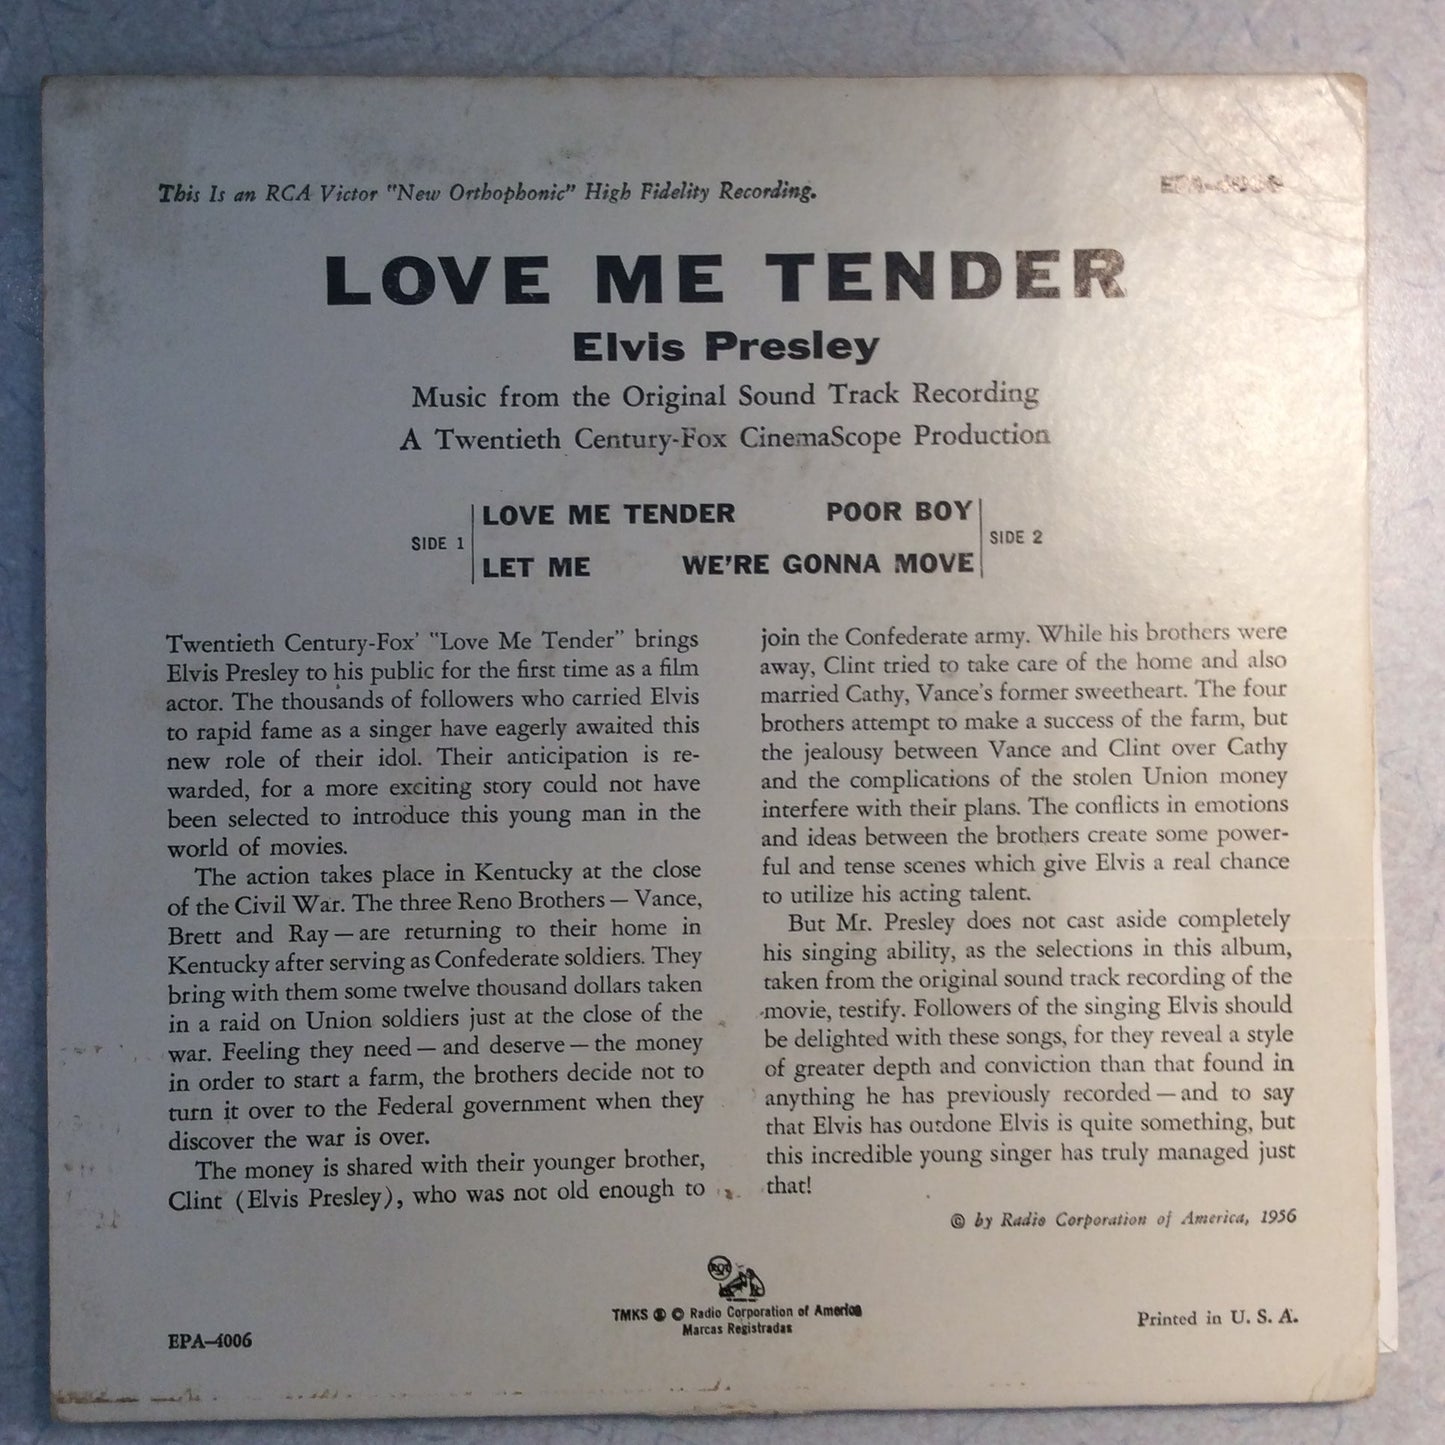 This Is an RCA Victor "New Orthophonic" High Fidelity Recording.
LOVE ME TENDER
Elvis Presley
Music from the Original Sound Track Recording
A Twentieth Century-Fox CinemaScope Production
SIDE 1
LOVE ME TENDER
LET ME
POOR BOY
WE'RE GONNA MOVE
SIDE 2
Twentieth Century-Fox' "Love Me Tender" brings
Elvis Presley to his public for the first time as a film
actor. The thousands of followers who carried Elvis
to rapid fame as a singer have eagerly awaited this
new role of their idol. Their anticipation is re-
warded, for a more exciting story could not have
been selected to introduce this young man in the
world of movies.
The action takes place in Kentucky at the close
of the Civil War. The three Reno Brothers — Vance,
Brett and Ray — are returning to their home in
Kentucky after serving as Confederate soldiers. They
bring with them some twelve thousand dollars taken
in a raid on Union soldiers just at the close of the
war. Feeling they need — and deserve — the money
in order to start a farm, the brothers decide not to
turn it over to the Federal government when they
discover the war is over.
The money is shared with their younger brother,
Clint (Elvis Presley), who was not old enough to
join the Confederate army. While his brothers were
away, Clint tried to take care of the home and also
married Cathy, Vance's former sweetheart. The four
brothers attempt to make a success of the farm, but
the jealousy between Vance and Clint over Cathy
and the complications of the stolen Union money
interfere with their plans. The conflicts in emotions
and ideas between the brothers create some power-
ful and tense scenes which give Elvis a real chance
to utilize his acting talent.
But Mr. Presley does not cast aside completely
his singing ability, as the selections in this album,
taken from the original sound track recording of the
movie, testify. Followers of the singing Elvis should
be delighted with these songs, for they reveal a style
of greater depth and conviction than that found in
anything he has previously recorded — and to say
that Elvis has outdone Elvis is quite something, but
this incredible young singer has truly managed just
that!
© by Radio Corporation of America, 1956
TMKS ® © Radio Corporation of America
Marcas Registradas
EPA–4006
Printed in U. S. A.